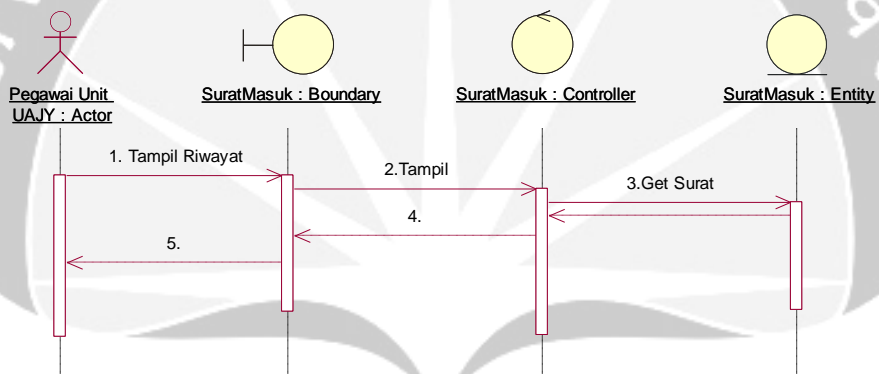 Pegawai Unit
UAJY : Actor
SuratMasuk : Boundary
SuratMasuk : Controller
SuratMasuk : Entity
1. Tampil Riwayat
2.Tampil
3.Get Surat
4.
5.